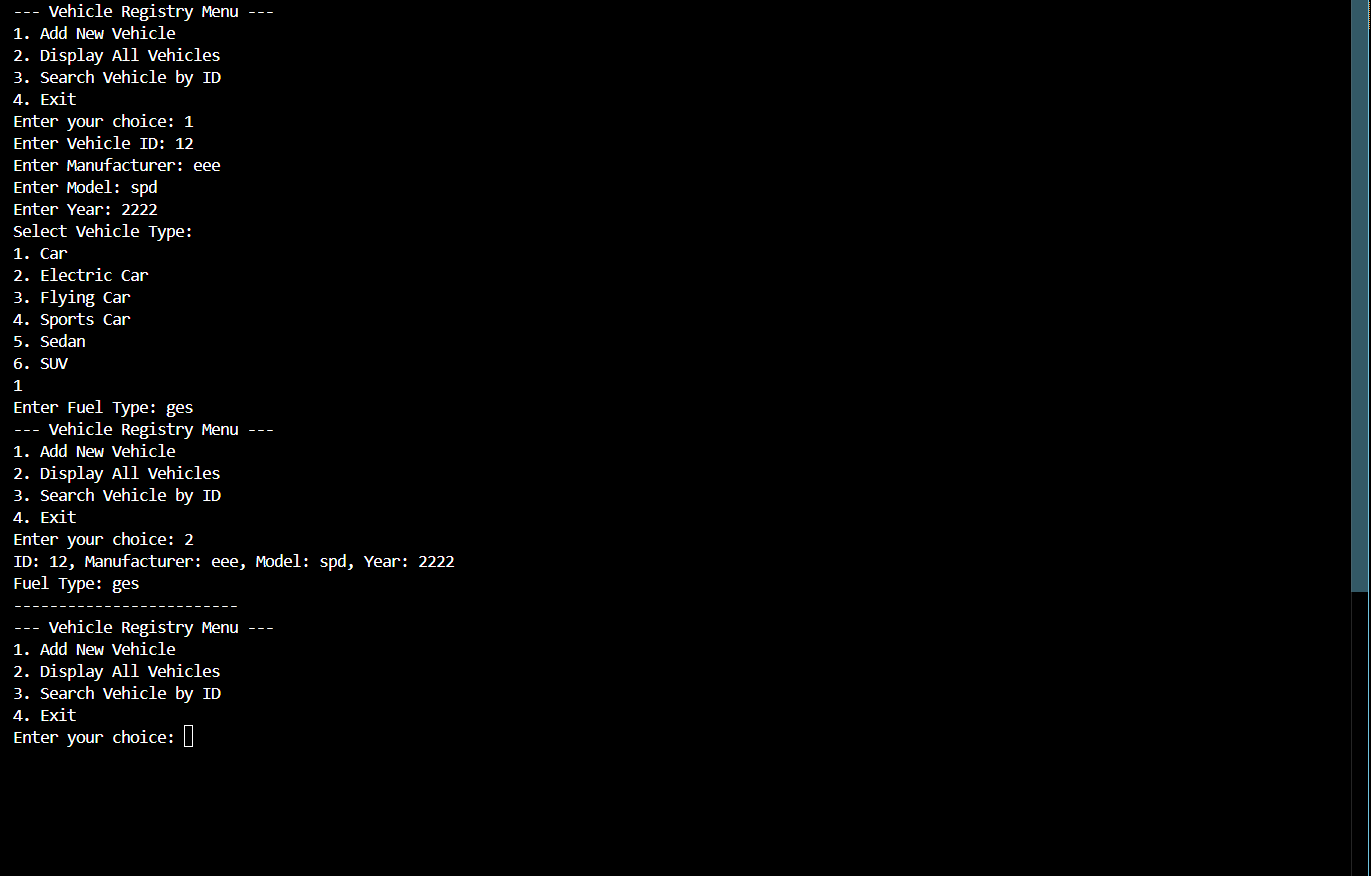 --- Vehicle Registry Menu ---
1. Add New Vehicle
2. Display All Vehicles
3. Search Vehicle by ID
4. Exit
Enter your choice: 1
Enter Vehicle ID: 12
Enter Manufacturer: eee
Enter Model: spd
Enter Year: 2222
Select Vehicle Type:
1. Car
2. Electric Car
3. Flying Car
4. Sports Car
5. Sedan
6. SUV
1
Enter Fuel Type: ges
--- Vehicle Registry Menu ---
1. Add New Vehicle
2. Display All Vehicles
3. Search Vehicle by ID
4. Exit
Enter your choice: 2
ID: 12, Manufacturer: eee, Model: spd, Year: 2222
Fuel Type: ges
-------------------------
--- Vehicle Registry Menu ---
1. Add New Vehicle
2. Display All Vehicles
3. Search Vehicle by ID
4. Exit
Enter your choice: